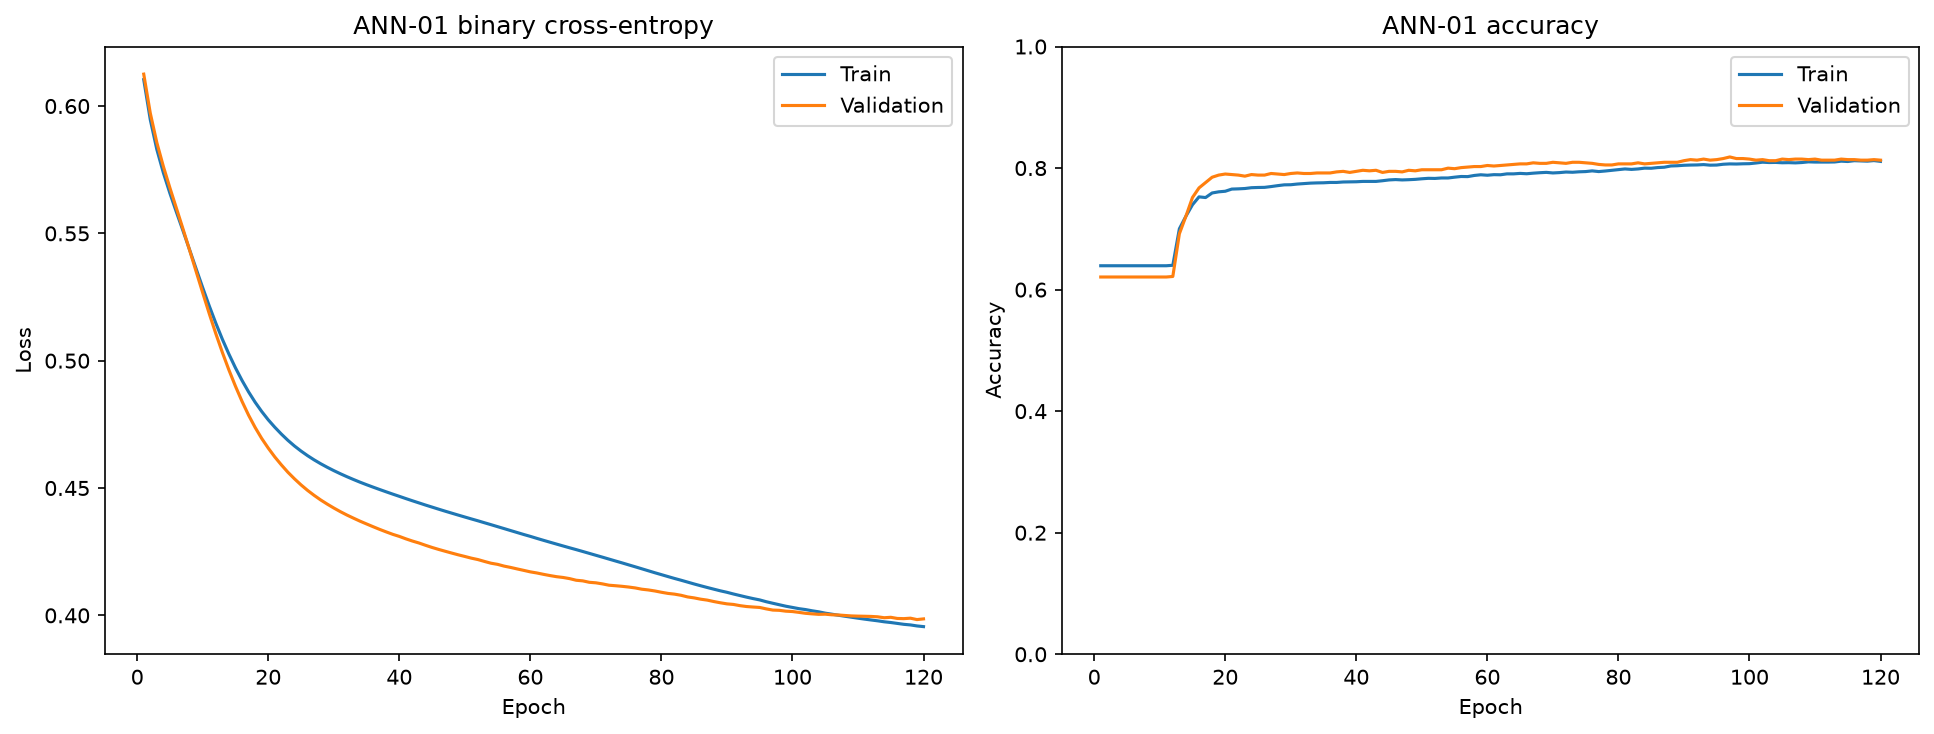 ANN-01 binary cross-entropy
Train
Validation
0.60
0.55
0.50
0.45
0.40
Loss
0 20 40 60 80 100 120
Epoch
ANN-01 accuracy
Train
Validation
1.0
0.8
0.6
0.4
0.2
0.0
Accuracy
0 20 40 60 80 100 120
Epoch